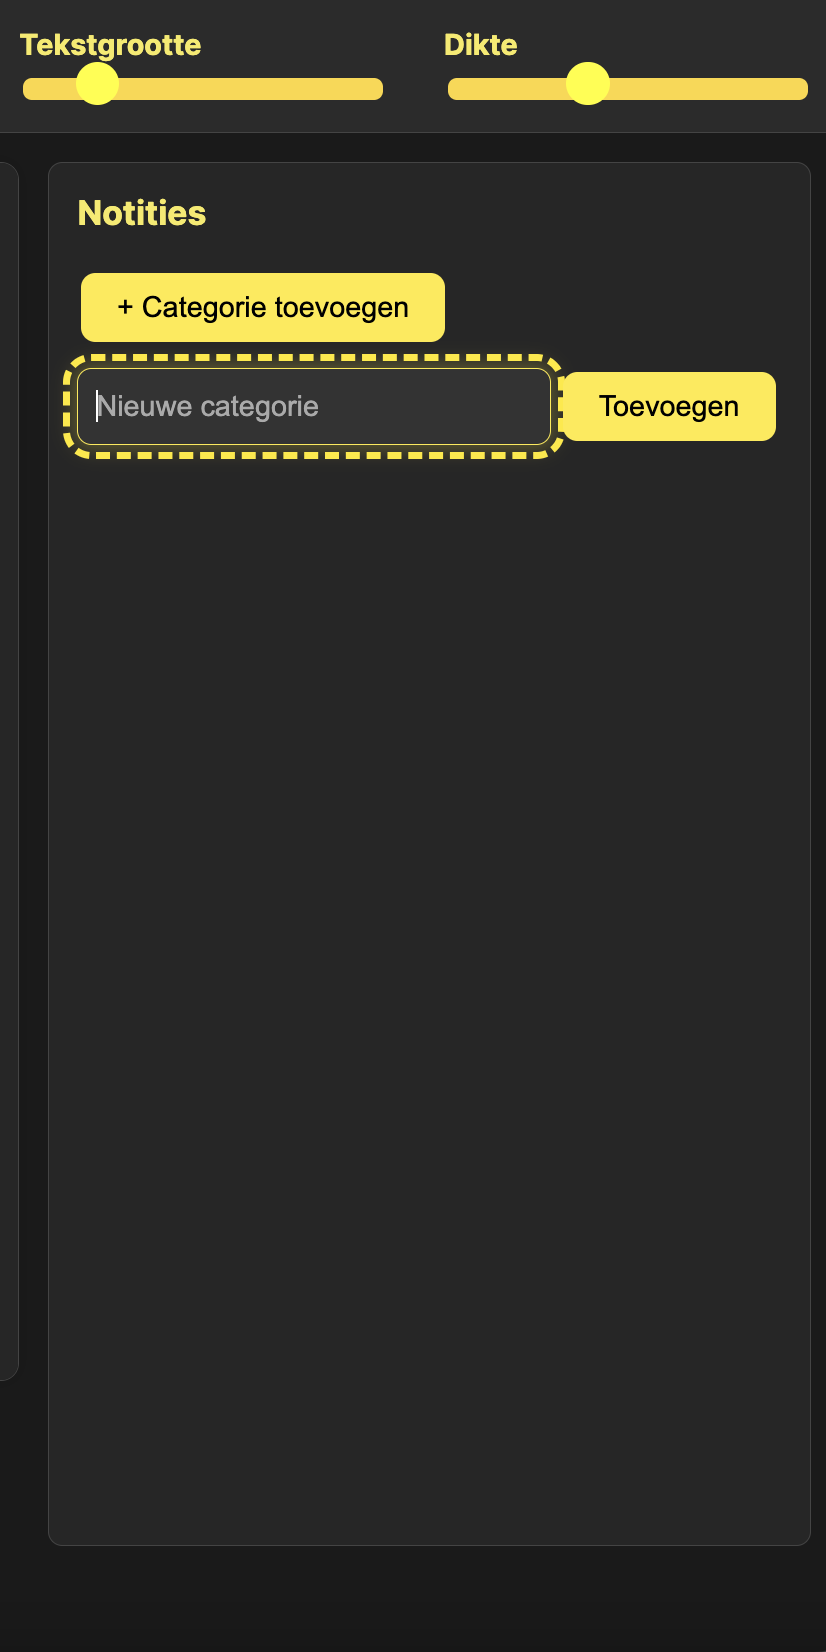 Tekstgrootte
Dikte
Notities
+ Categorie toevoegen
Nieuwe categorie
Toevoegen